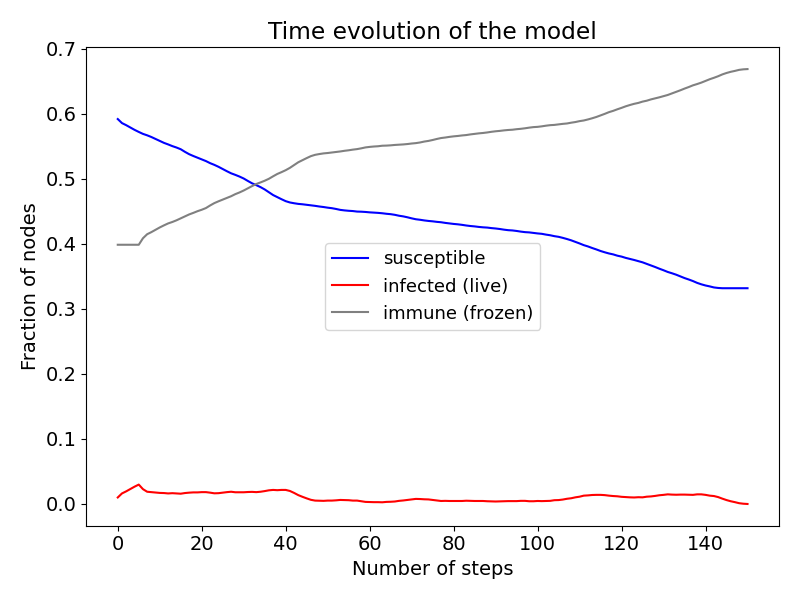 Time evolution of the model
Fraction of nodes
0.7
0.6
0.5
0.4
0.3
0.2
0.1
0.0
susceptible
infected (live)
immune (frozen)
0 20 40 60 80 100 120 140
Number of steps